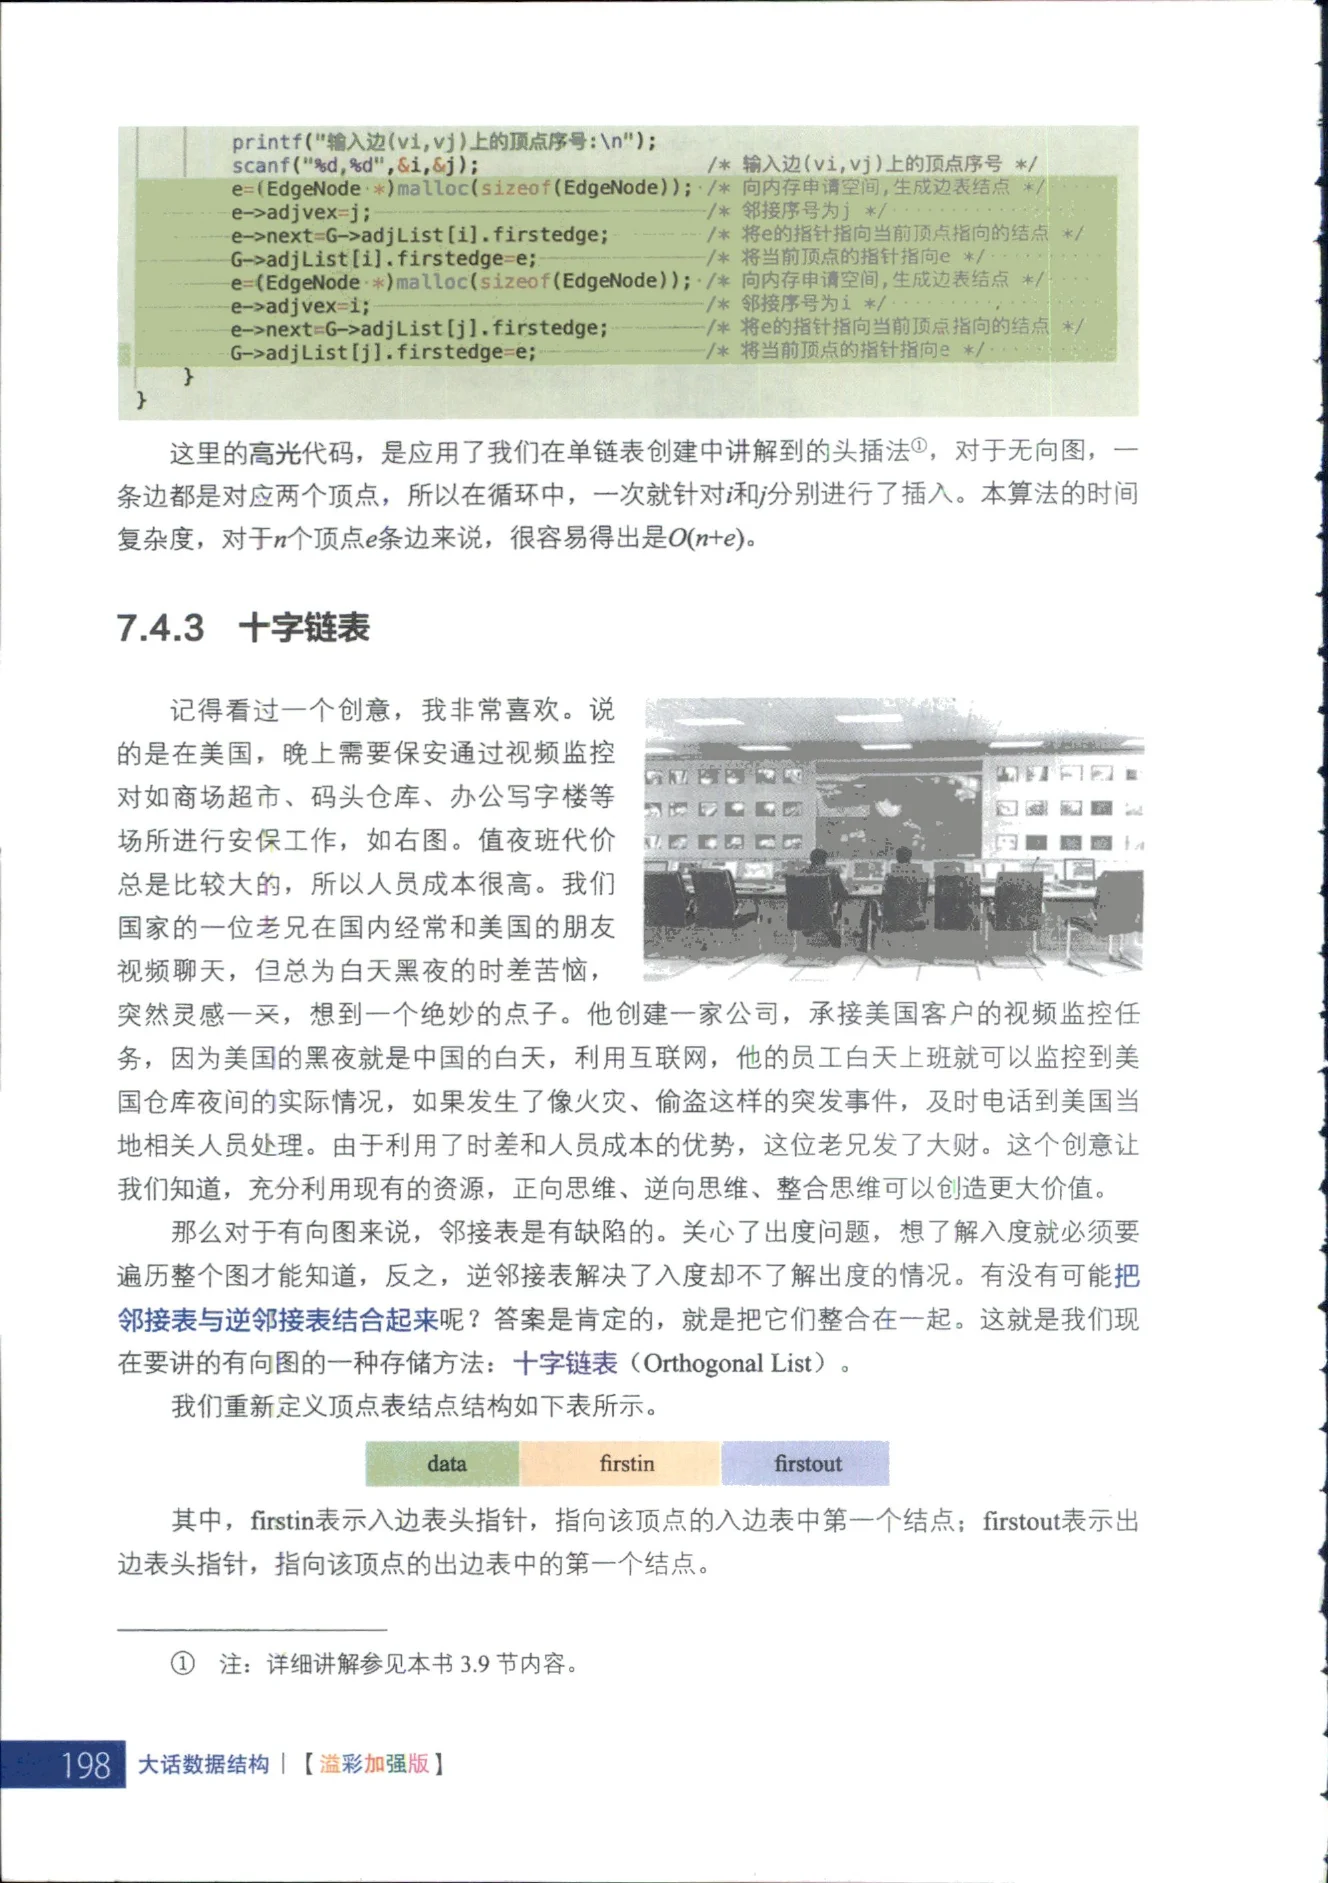 printf("输入边(vi,vj)上的顶点序号:\n");
scanf("%d,%d",&i,&j); /* 输入边(vi,vj)上的顶点序号 */
e=(EdgeNode *)malloc(sizeof(EdgeNode)); /* 向内存申请空间,生成边表结点 */
e->adjvex=j; /* 邻接序号为j */
e->next=G->adjList[i].firstedge; /* 将e的指针指向当前顶点指向的结点 */
G->adjList[i].firstedge=e; /* 将当前顶点的指针指向e */
e=(EdgeNode *)malloc(sizeof(EdgeNode)); /* 向内存申请空间,生成边表结点 */
e->adjvex=i; /* 邻接序号为i */
e->next=G->adjList[j].firstedge; /* 将e的指针指向当前顶点指向的结点 */
G->adjList[j].firstedge=e; /* 将当前顶点的指针指向e */
}
}
这里的高光代码，是应用了我们在单链表创建中讲解到的头插法①，对于无向图，一
条边都是对应两个顶点，所以在循环中，一次就针对i和j分别进行了插入。本算法的时间
复杂度，对于n个顶点e条边来说，很容易得出是O(n+e)。
7.4.3 十字链表
记得看过一个创意，我非常喜欢。说
的是在美国，晚上需要保安通过视频监控
对如商场超市、码头仓库、办公写字楼等
场所进行安保工作，如右图。值夜班代价
总是比较大的，所以人员成本很高。我们
国家的一位老兄在国内经常和美国的朋友
视频聊天，但总为白天黑夜的时差苦恼，
突然灵感一来，想到一个绝妙的点子。他创建一家公司，承接美国客户的视频监控任
务，因为美国的黑夜就是中国的白天，利用互联网，他的员工白天上班就可以监控到美
国仓库夜间的实际情况，如果发生了像火灾、偷盗这样的突发事件，及时电话到美国当
地相关人员处理。由于利用了时差和人员成本的优势，这位老兄发了大财。这个创意让
我们知道，充分利用现有的资源，正向思维、逆向思维、整合思维可以创造更大价值。
那么对于有向图来说，邻接表是有缺陷的。关心了出度问题，想了解入度就必须要
遍历整个图才能知道，反之，逆邻接表解决了入度却不了解出度的情况。有没有可能把
邻接表与逆邻接表结合起来呢？答案是肯定的，就是把它们整合在一起。这就是我们现
在要讲的有向图的一种存储方法：十字链表（Orthogonal List）。
我们重新定义顶点表结点结构如下表所示。
data firstin firstout
其中，firstin表示入边表头指针，指向该顶点的入边表中第一个结点；firstout表示出
边表头指针，指向该顶点的出边表中的第一个结点。
① 注：详细讲解参见本书 3.9 节内容。
198 大话数据结构 | 【溢彩加强版】